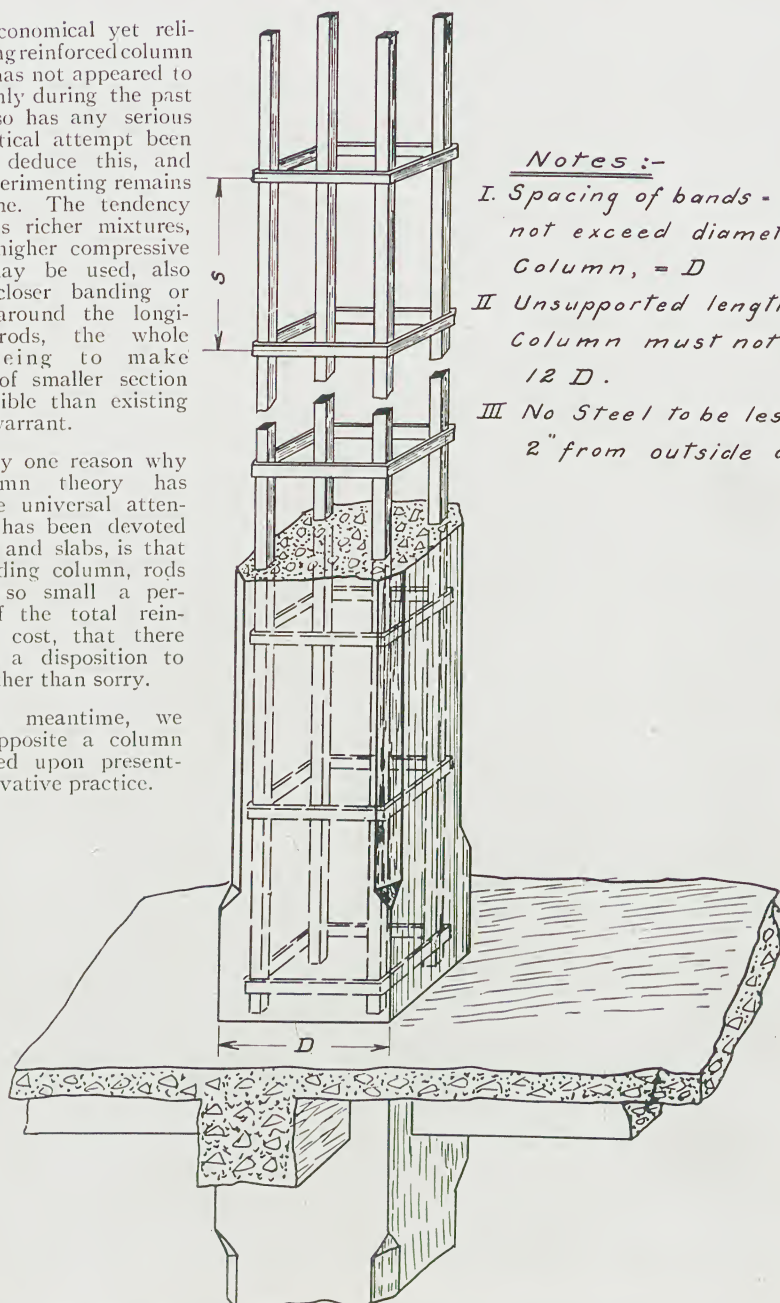 conomical yet reli-
ng reinforced column
as not appeared to
nly during the past
so has any serious
tical attempt been
deduce this, and
perimenting remains
ne. The tendency
s richer mixtures,
higher compressive
ay be used, also
closer banding or
around the longi-
rods, the whole
eing to make
of smaller section
ible than existing
warrant.
y one reason why
mn theory has
e universal atten-
has been devoted
and slabs, is that
ding column, rods
so small a per-
f the total rein-
cost, that there
a disposition to
her than sorry.
meantime, we
pposite a column
ed upon present-
vative practice.
Notes :-
I. Spacing of bands =
not exceed diamet
Column, = D
II Unsupported lengt
Column must not
12 D.
III No Steel to be les
2" from outside o
S
D